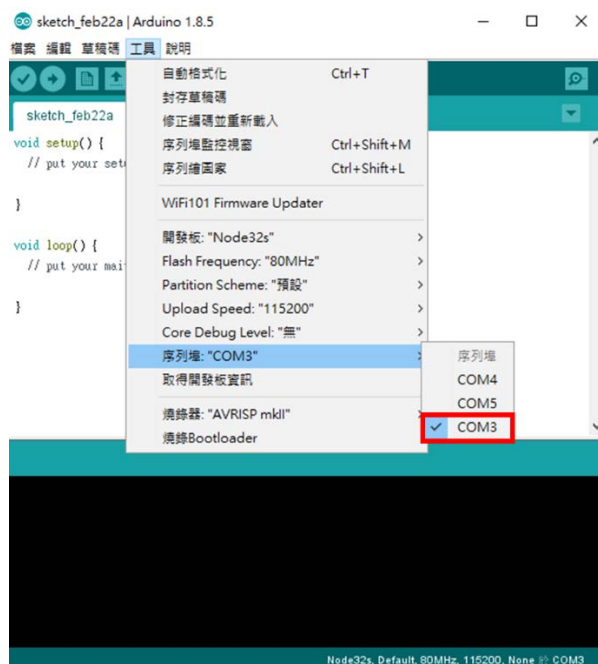 sketch_feb22a | Arduino 1.8.5
檔案 編輯 草稿碼 工具 說明
sketch_feb22a
void setup() {
// put your set
}
void loop() {
// put your mai
}
自動格式化 Ctrl+T
封存草稿碼
修正編碼並重新載入
序列埠監控視窗 Ctrl+Shift+M
序列繪圖家 Ctrl+Shift+L
WiFi101 Firmware Updater
開發板: "Node32s"
Flash Frequency: "80MHz"
Partition Scheme: "預設"
Upload Speed: "115200"
Core Debug Level: "無"
序列埠: "COM3"
取得開發板資訊
燒錄器: "AVRISP mkII"
燒錄Bootloader
序列埠
COM4
COM5
COM3
Node32s, Default, 80MHz, 115200, None 於 COM3